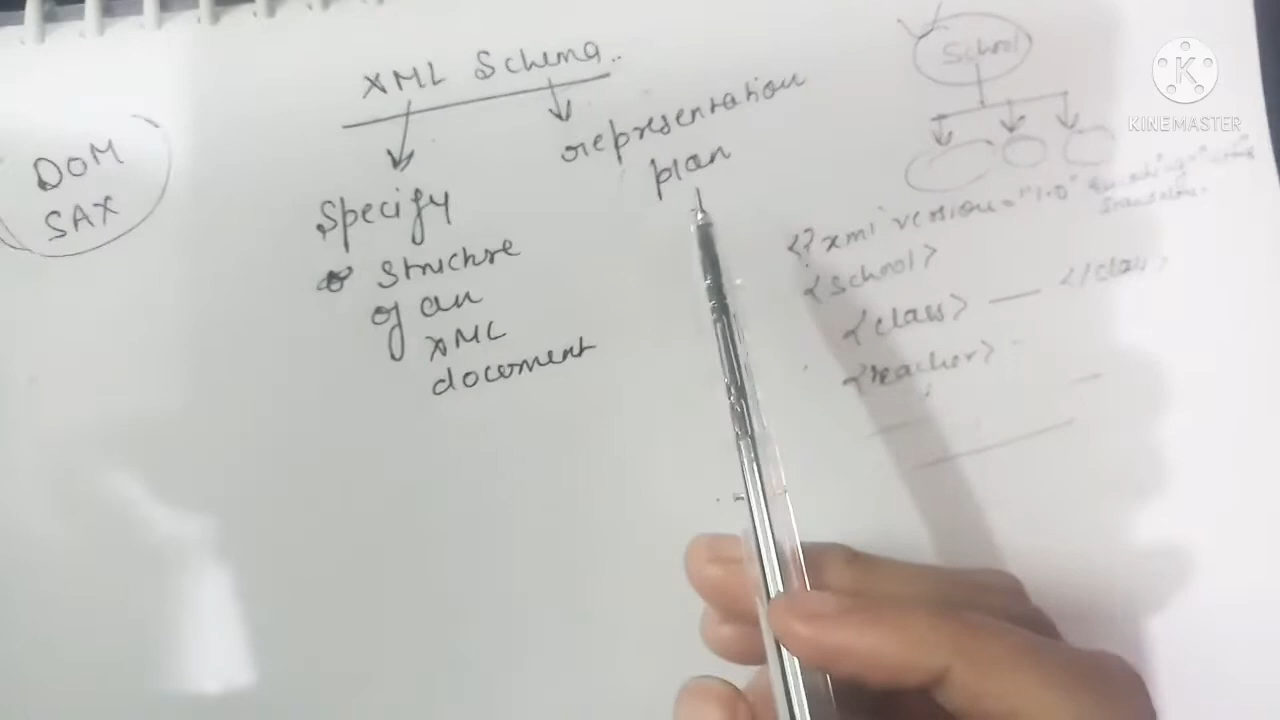 XML Schema..
representation
plan
Specify
structure
of an
XML
document
DOM
SAX
School
<?xml version="1.0"
<School>
<class> — </class>
<teacher>
KINEMASTER